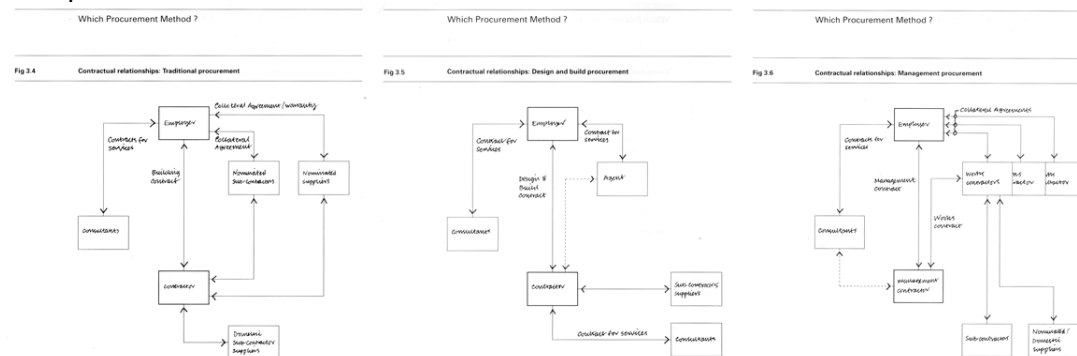 Which Procurement Method ?
Fig 3.4 Contractual relationships: Traditional procurement
Collateral Agreement/warranty
Employer
Contracts for
services
Collateral
Agreement
Building
contract
Nominated
Sub-contractors
Nominated
suppliers
Consultants
Contractor
Domestic
Sub-contractor
suppliers
Which Procurement Method ?
Fig 3.5 Contractual relationships: Design and build procurement
Employer
Contract for
services
Contract for
services
Design &
Build
contract
Agent
Consultants
Contractor
Sub-contractors
suppliers
Contract for services
Consultants
Which Procurement Method ?
Fig 3.6 Contractual relationships: Management procurement
Collateral Agreements
Employer
Contracts for
services
Management
contract
Works
contractors
Works
contract
Consultants
management
contractor
Sub-contractors
Nominated/
Domestic
suppliers